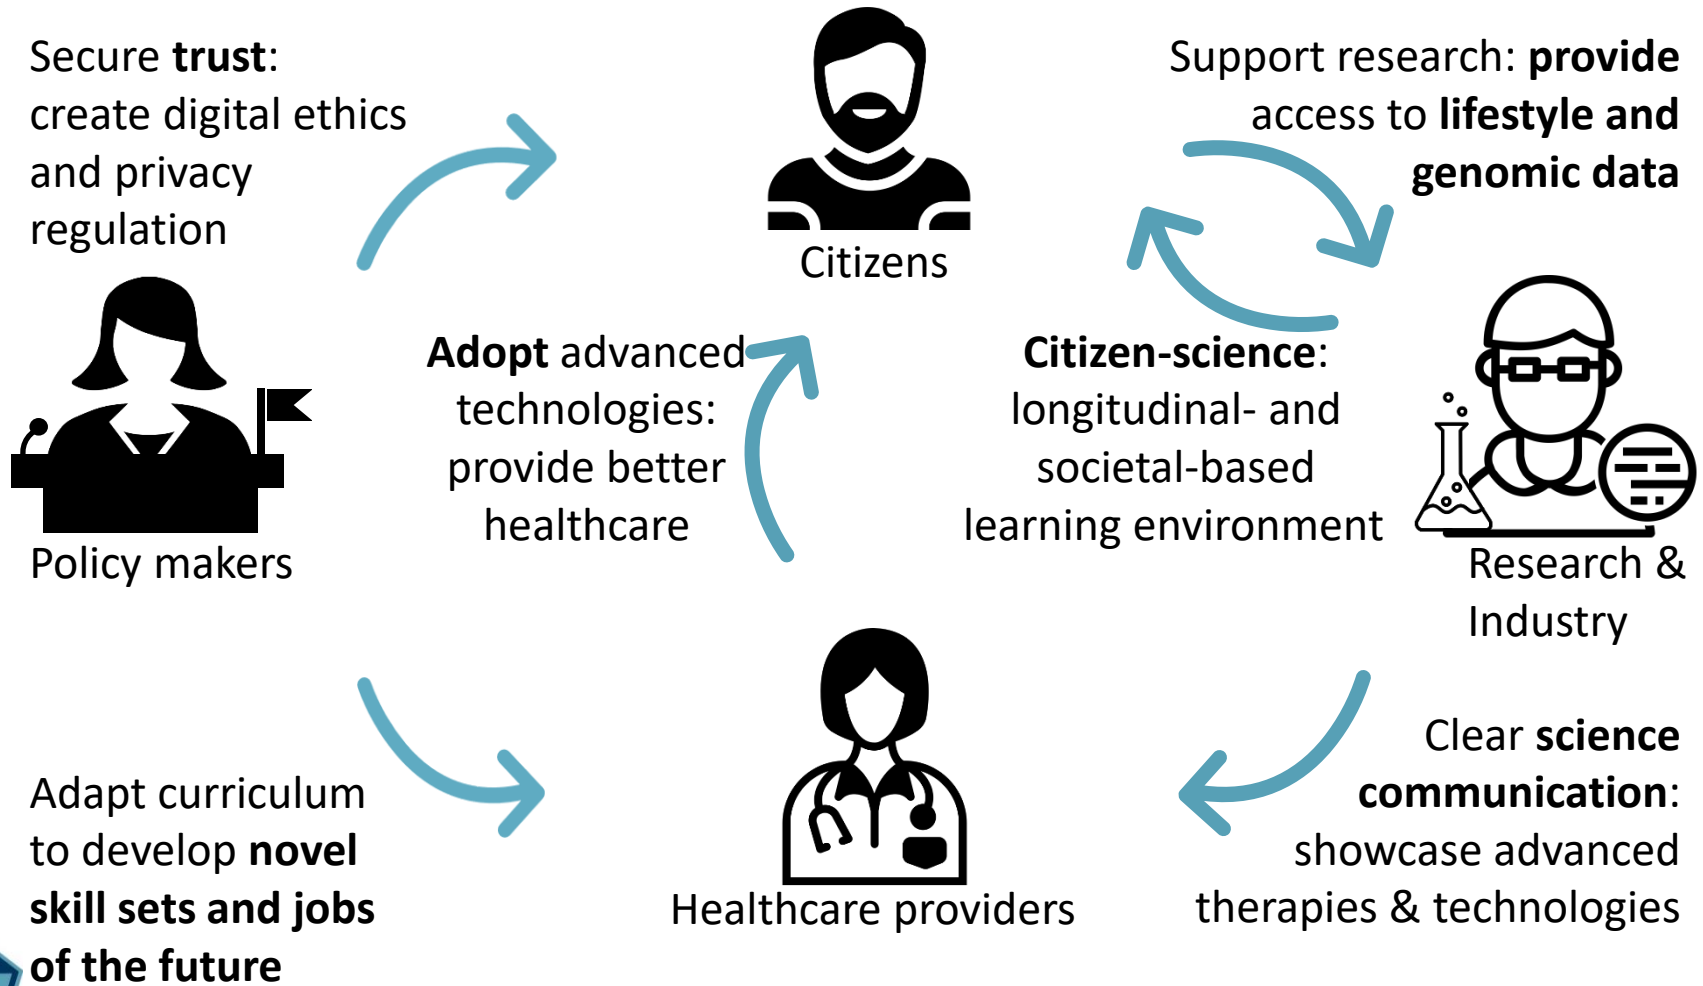 Secure trust:
create digital ethics
and privacy
regulation
Citizens
Support research: provide
access to lifestyle and
genomic data
Policy makers
Adopt advanced
technologies:
provide better
healthcare
Citizen-science:
longitudinal- and
societal-based
learning environment
Research &
Industry
Adapt curriculum
to develop novel
skill sets and jobs
of the future
Healthcare providers
Clear science
communication:
showcase advanced
therapies & technologies